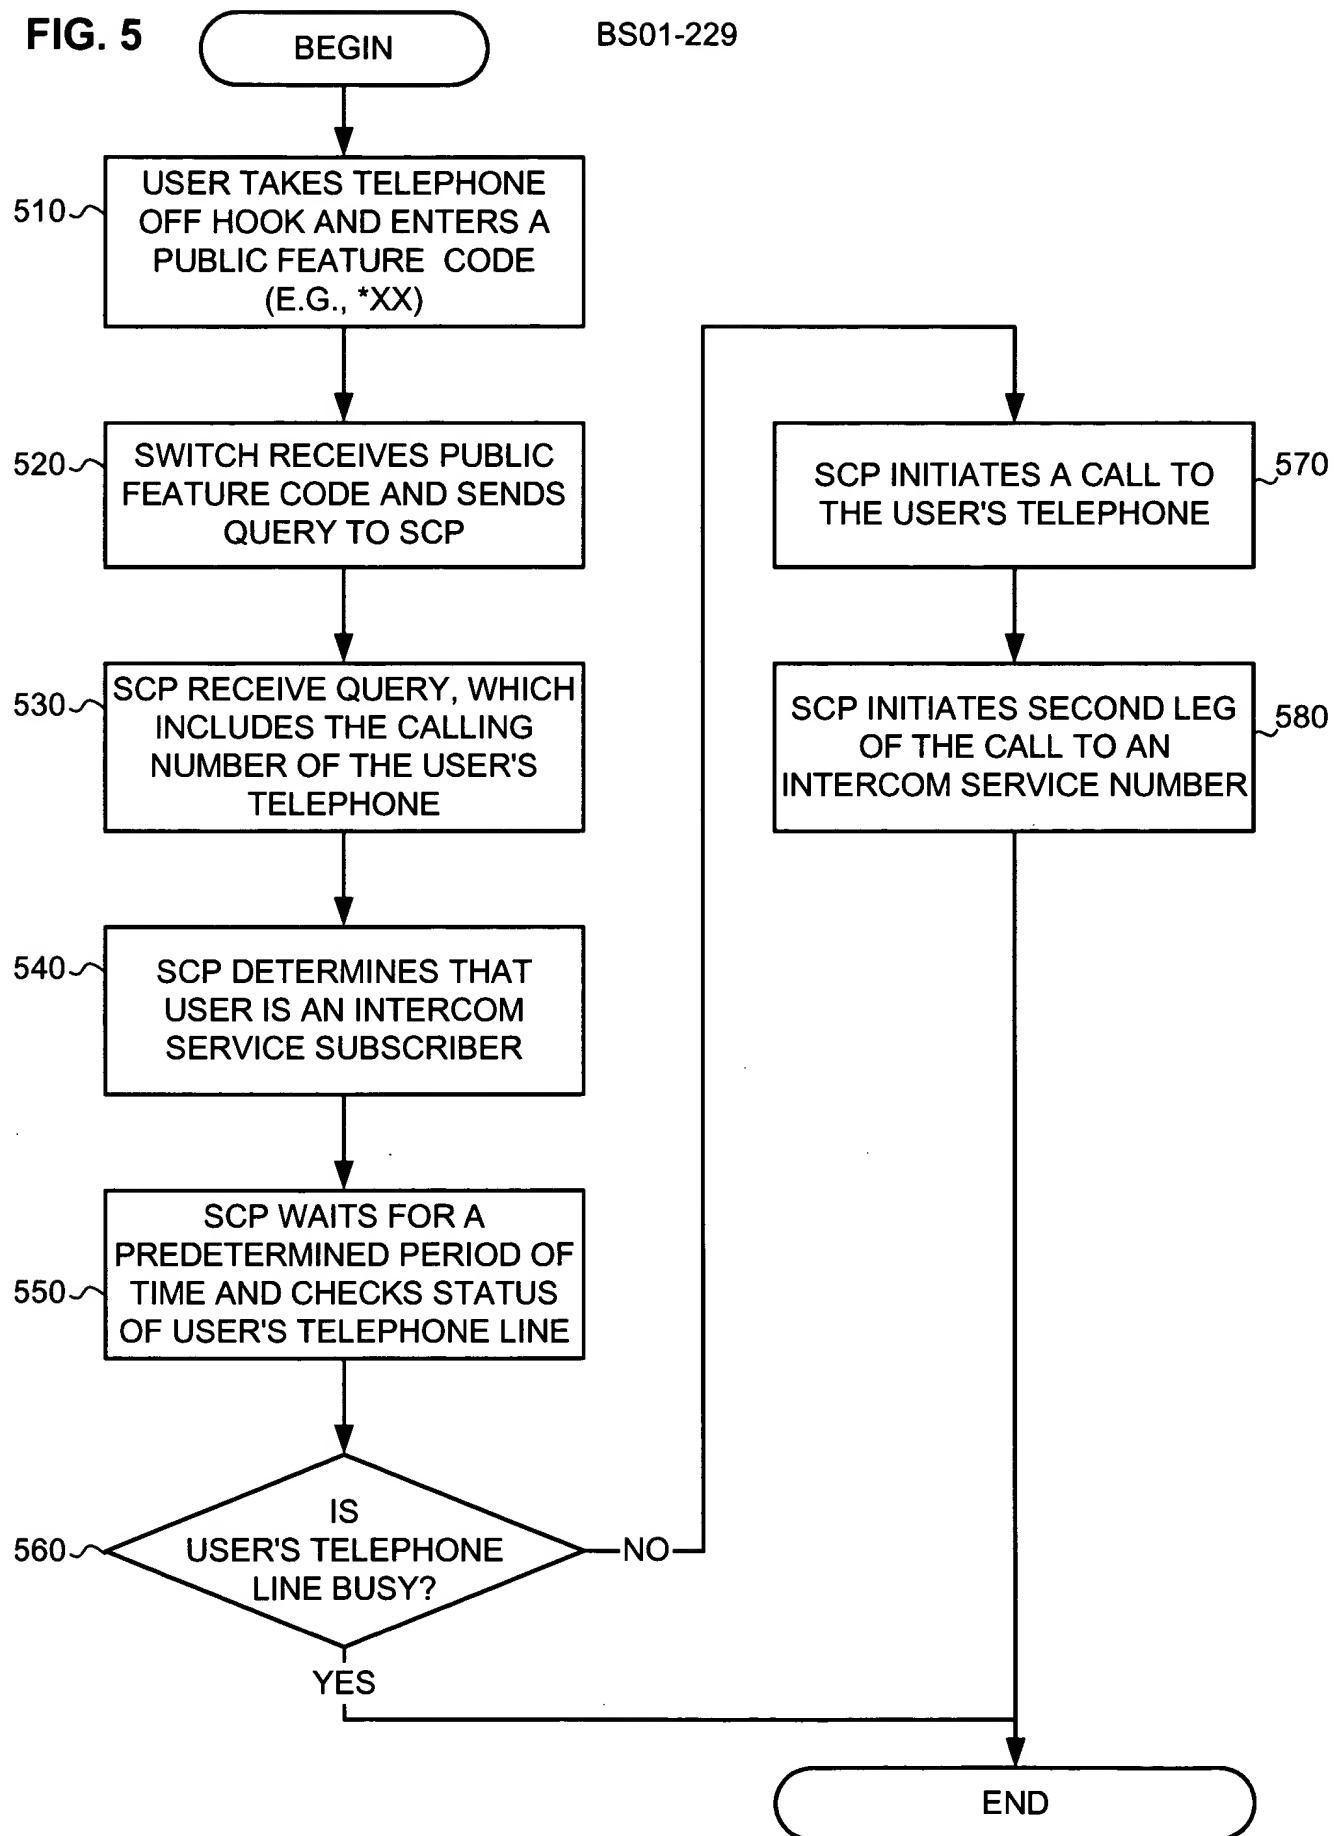 FIG. 5
BS01-229
BEGIN
510
USER TAKES TELEPHONE
OFF HOOK AND ENTERS A
PUBLIC FEATURE CODE
(E.G., *XX)
520
SWITCH RECEIVES PUBLIC
FEATURE CODE AND SENDS
QUERY TO SCP
530
SCP RECEIVE QUERY, WHICH
INCLUDES THE CALLING
NUMBER OF THE USER'S
TELEPHONE
540
SCP DETERMINES THAT
USER IS AN INTERCOM
SERVICE SUBSCRIBER
550
SCP WAITS FOR A
PREDETERMINED PERIOD OF
TIME AND CHECKS STATUS
OF USER'S TELEPHONE LINE
560
IS
USER'S TELEPHONE
LINE BUSY?
NO
YES
SCP INITIATES A CALL TO
THE USER'S TELEPHONE
570
SCP INITIATES SECOND LEG
OF THE CALL TO AN
INTERCOM SERVICE NUMBER
580
END